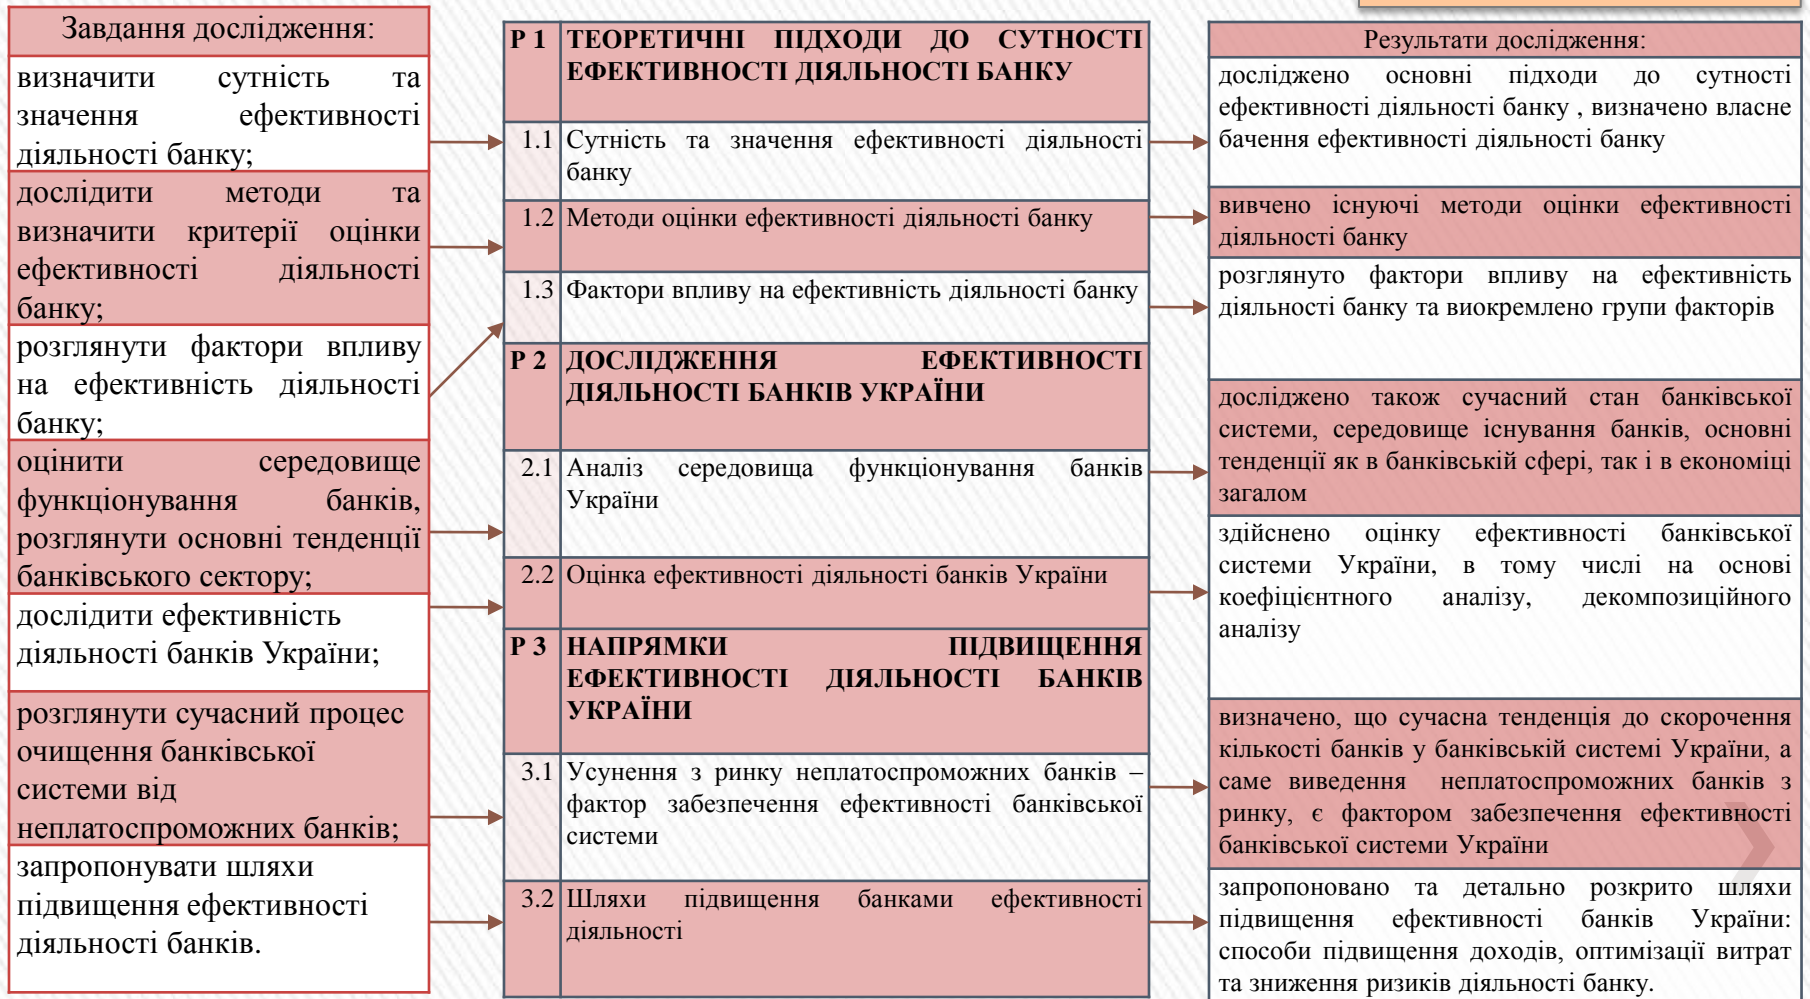 Завдання дослідження:
визначити сутність та
значення ефективності
діяльності банку;
дослідити методи та
визначити критерії оцінки
ефективності діяльності
банку;
розглянути фактори впливу
на ефективність діяльності
банку;
оцінити середовище
функціонування банків,
розглянути основні тенденції
банківського сектору;
дослідити ефективність
діяльності банків України;
розглянути сучасний процес
очищення банківської
системи від
неплатоспроможних банків;
запропонувати шляхи
підвищення ефективності
діяльності банків.
Р 1 ТЕОРЕТИЧНІ ПІДХОДИ ДО СУТНОСТІ
ЕФЕКТИВНОСТІ ДІЯЛЬНОСТІ БАНКУ
1.1 Сутність та значення ефективності діяльності
банку
1.2 Методи оцінки ефективності діяльності банку
1.3 Фактори впливу на ефективність діяльності банку
Р 2 ДОСЛІДЖЕННЯ ЕФЕКТИВНОСТІ
ДІЯЛЬНОСТІ БАНКІВ УКРАЇНИ
2.1 Аналіз середовища функціонування банків
України
2.2 Оцінка ефективності діяльності банків України
Р 3 НАПРЯМКИ ПІДВИЩЕННЯ
ЕФЕКТИВНОСТІ ДІЯЛЬНОСТІ БАНКІВ
УКРАЇНИ
3.1 Усунення з ринку неплатоспроможних банків –
фактор забезпечення ефективності банківської
системи
3.2 Шляхи підвищення банками ефективності
діяльності
Результати дослідження:
досліджено основні підходи до сутності
ефективності діяльності банку , визначено власне
бачення ефективності діяльності банку
вивчено існуючі методи оцінки ефективності
діяльності банку
розглянуто фактори впливу на ефективність
діяльності банку та виокремлено групи факторів
досліджено також сучасний стан банківської
системи, середовище існування банків, основні
тенденції як в банківській сфері, так і в економіці
загалом
здійснено оцінку ефективності банківської
системи України, в тому числі на основі
коефіцієнтного аналізу, декомпозиційного
аналізу
визначено, що сучасна тенденція до скорочення
кількості банків у банківській системі України, а
саме виведення неплатоспроможних банків з
ринку, є фактором забезпечення ефективності
банківської системи України
запропоновано та детально розкрито шляхи
підвищення ефективності банків України:
способи підвищення доходів, оптимізації витрат
та зниження ризиків діяльності банку.